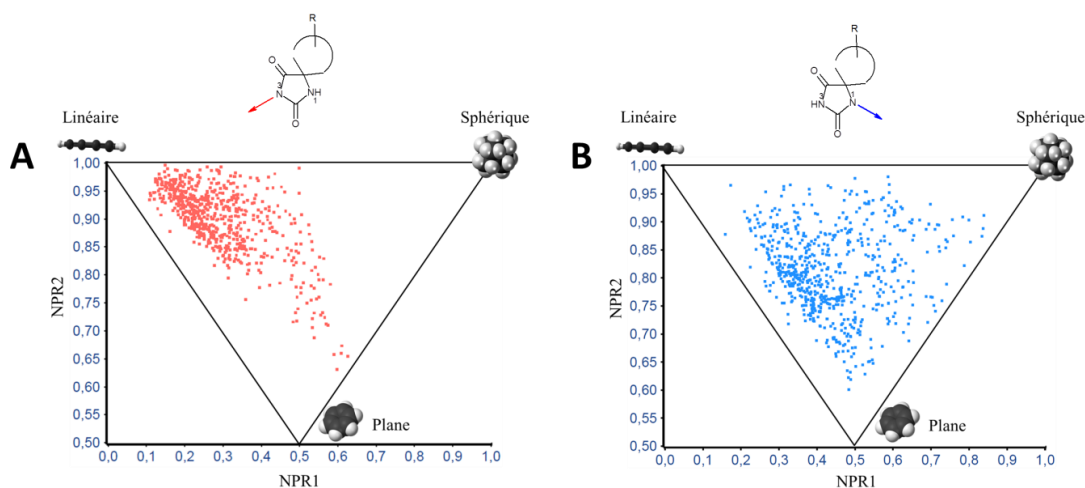 R
O
3
N
NH
1
O
Linéaire
Sphérique
A
1,00
0,95
0,90
0,85
0,80
0,75
0,70
0,65
0,60
0,55
0,50
NPR2
Plane
0,0 0,1 0,2 0,3 0,4 0,5 0,6 0,7 0,8 0,9 1,0
NPR1
R
O
1
3
HN
N
O
Linéaire
Sphérique
B
1,00
0,95
0,90
0,85
0,80
0,75
0,70
0,65
0,60
0,55
0,50
NPR2
Plane
0,0 0,1 0,2 0,3 0,4 0,5 0,6 0,7 0,8 0,9 1,0
NPR1